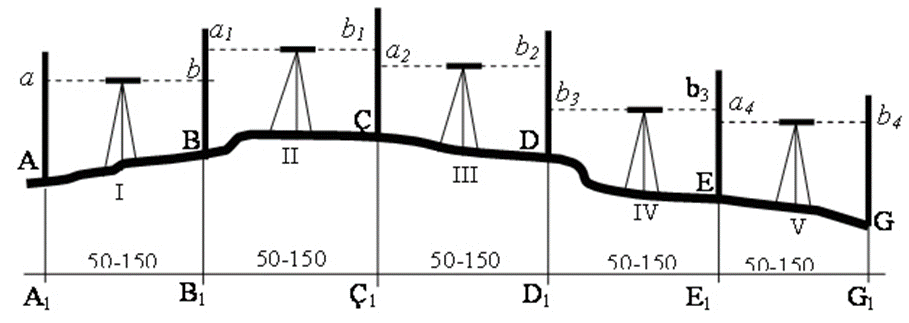 a b a1 b1 a2 b2 b3 b3 a4 b4
A B Ç D E G
I II III IV V
50-150 50-150 50-150 50-150 50-150
A1 B1 Ç1 D1 E1 G1